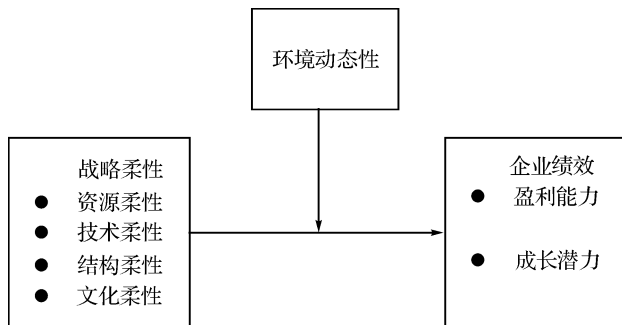 环境动态性
战略柔性
资源柔性
技术柔性
结构柔性
文化柔性
企业绩效
盈利能力
成长潜力